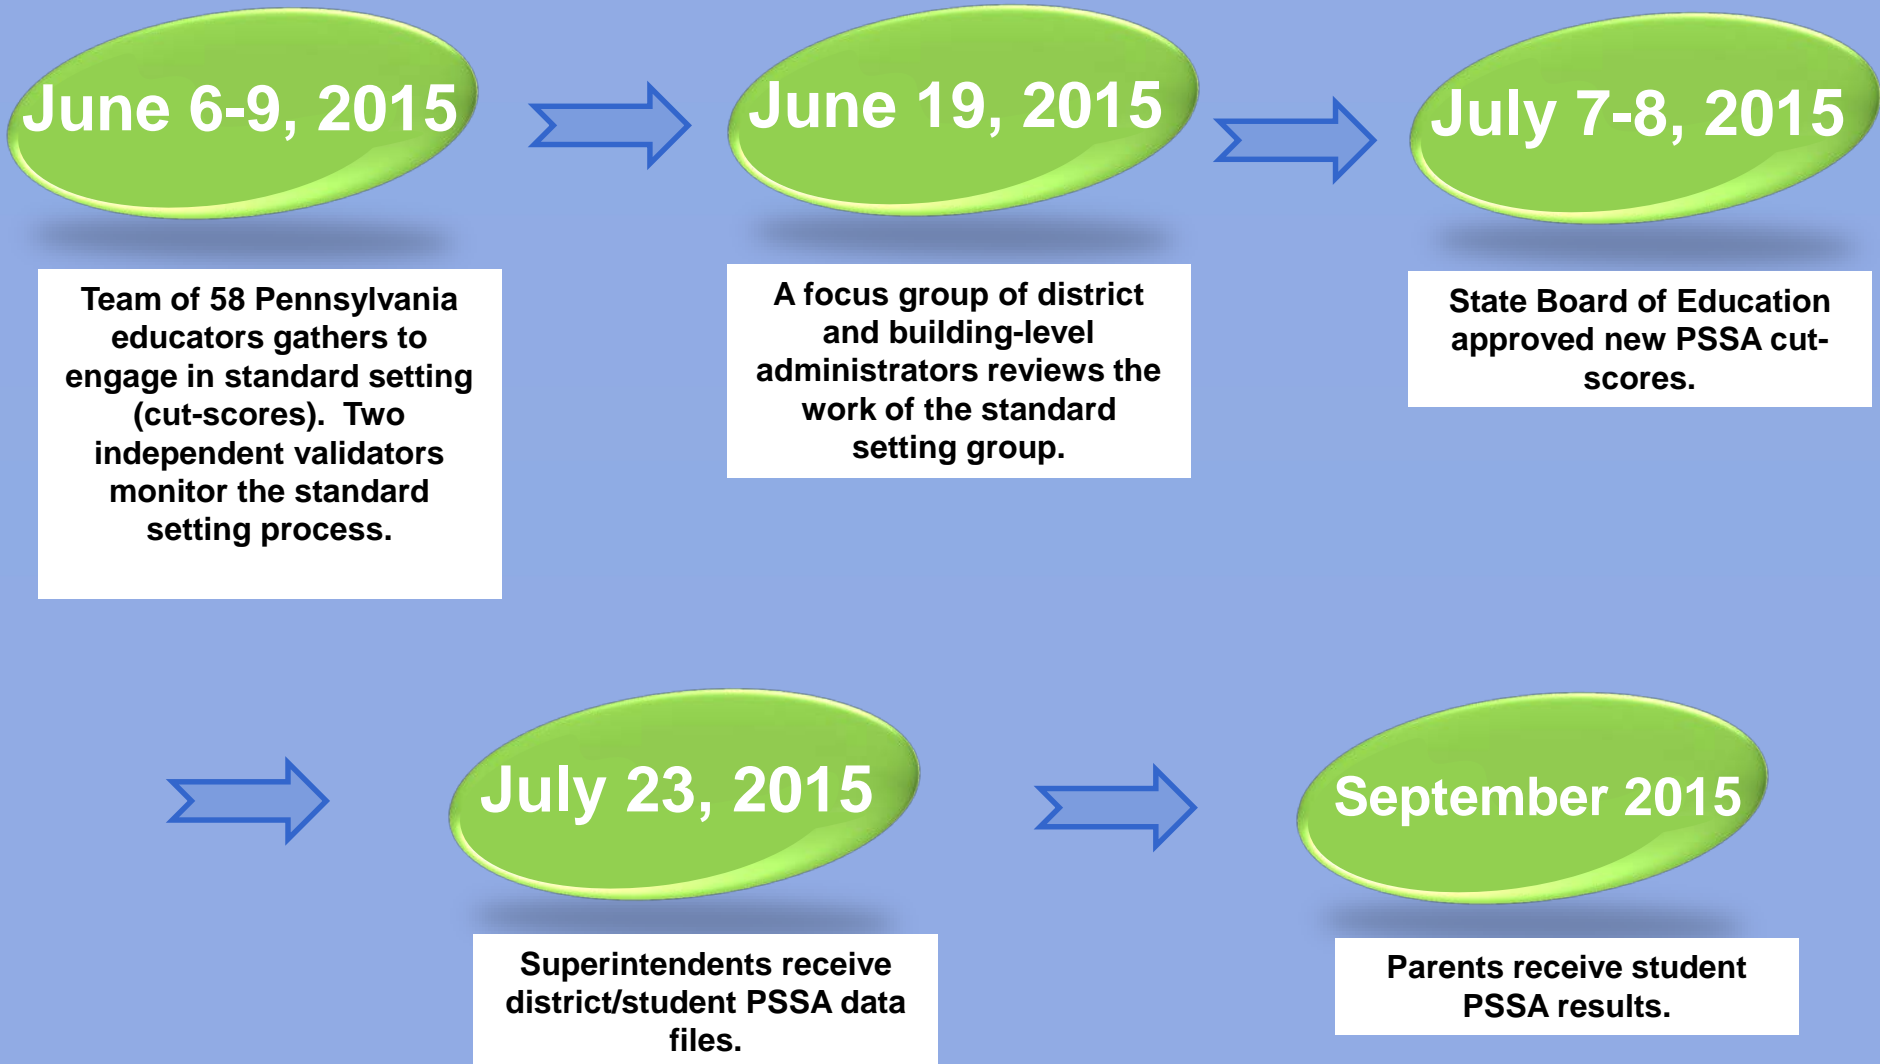 June 6-9, 2015
June 19, 2015
July 7-8, 2015
Team of 58 Pennsylvania
educators gathers to
engage in standard setting
(cut-scores).  Two
independent validators
monitor the standard
setting process.
A focus group of district
and building-level
administrators reviews the
work of the standard
setting group.
State Board of Education
approved new PSSA cut-
scores.
July 23, 2015
September 2015
Superintendents receive
district/student PSSA data
files.
Parents receive student
PSSA results.